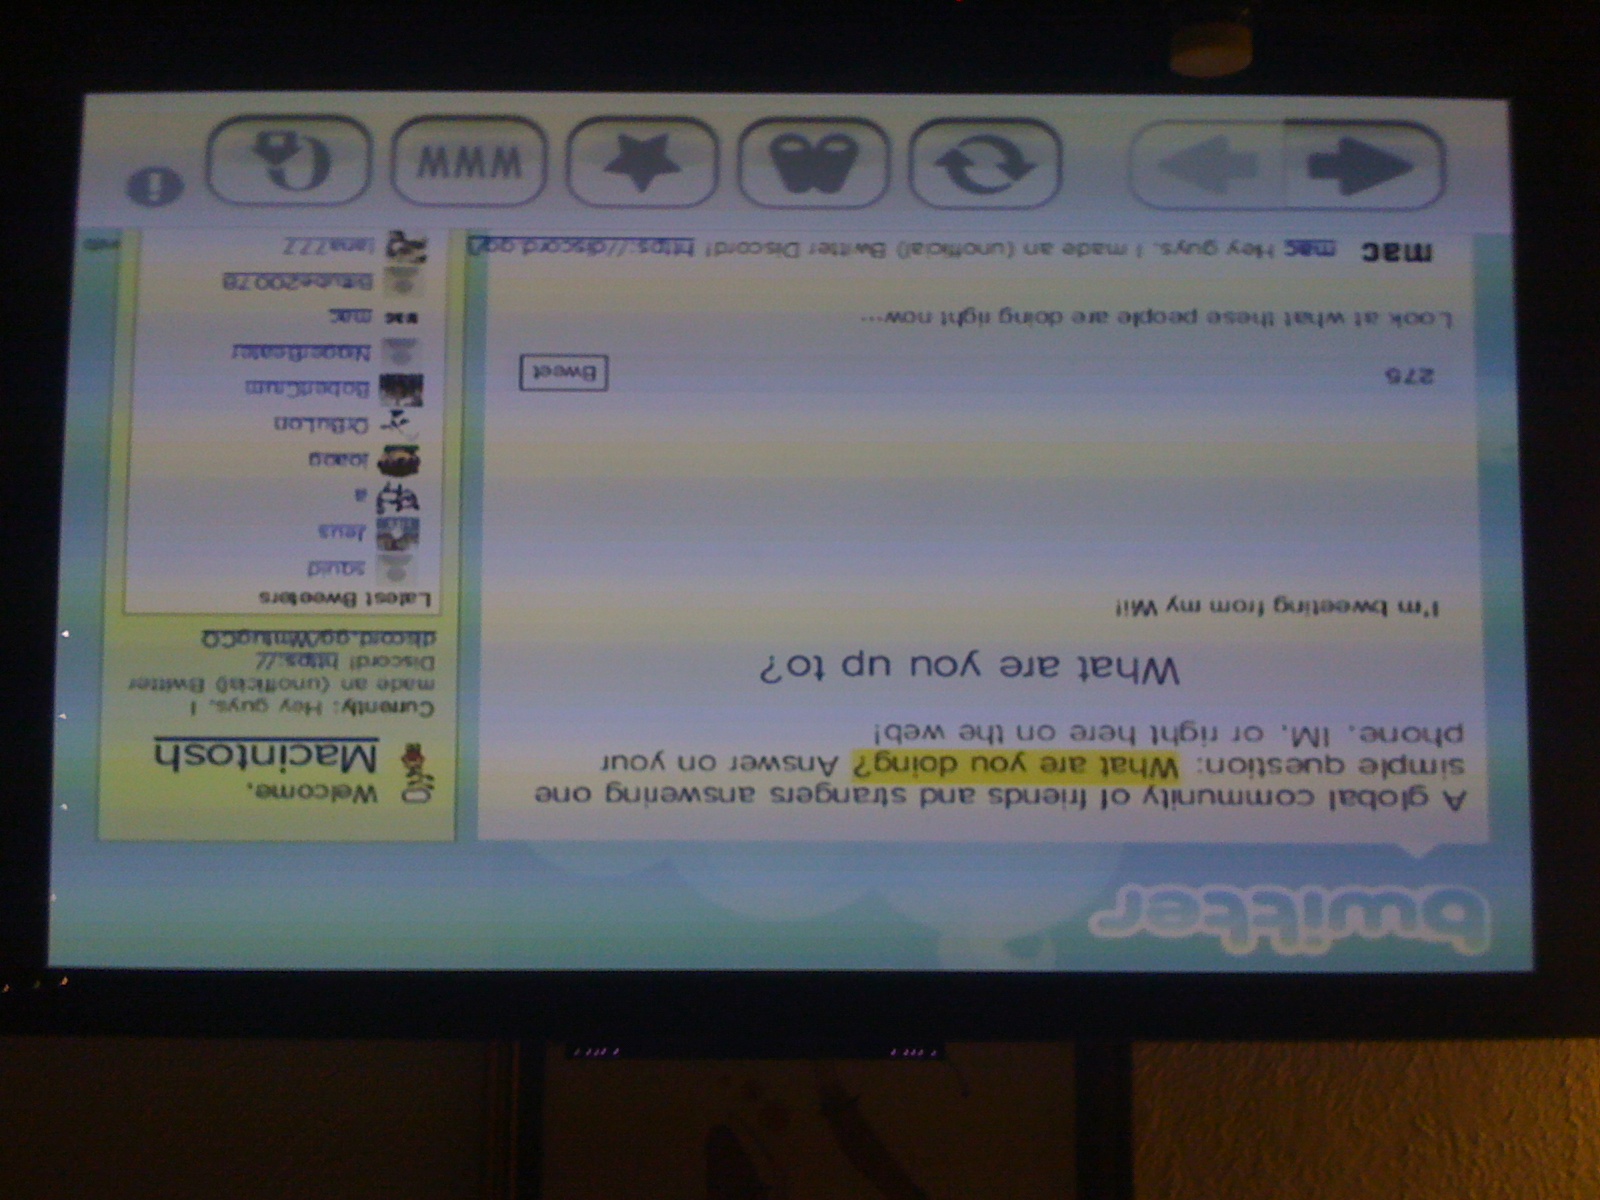 bwitter
A global community of friends and strangers answering one
simple question: What are you doing? Answer on your
phone, IM, or right here on the web!
What are you up to?
I'm bweeting from my Wii!
275
Bweet
Look at what these people are doing right now…
mac mac Hey guys, I made an (unofficial) Bwitter Discord! https://discord.gg/
Welcome,
Macintosh
Currently: Hey guys, I
made an (unofficial) Bwitter
Discord! https://
Latest Bweeters
squid
Jeus
a
joaog
OrBuLon
BobertCrum
NiggerBeater
mac mac
Bittube20078
lana777
WWW
i